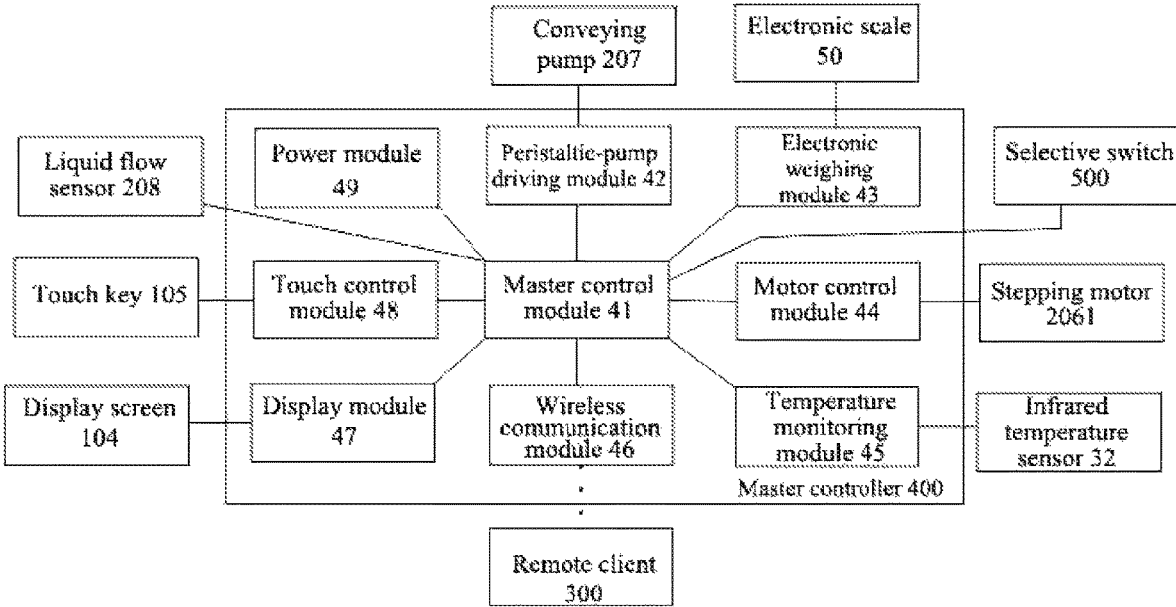 Conveying
pump 207
Electronic scale
50
Liquid flow
sensor 208
Power module
49
Peristaltic-pump
driving module 42
Electronic
weighing
module 43
Selective switch
500
Touch key 105
Touch control
module 48
Master control
module 41
Motor control
module 44
Stepping motor
2061
Display screen
104
Display module
47
Wireless
communication
module 46
Temperature
monitoring
module 45
Infrared
temperature
sensor 32
Master controller 400
Remote client
300